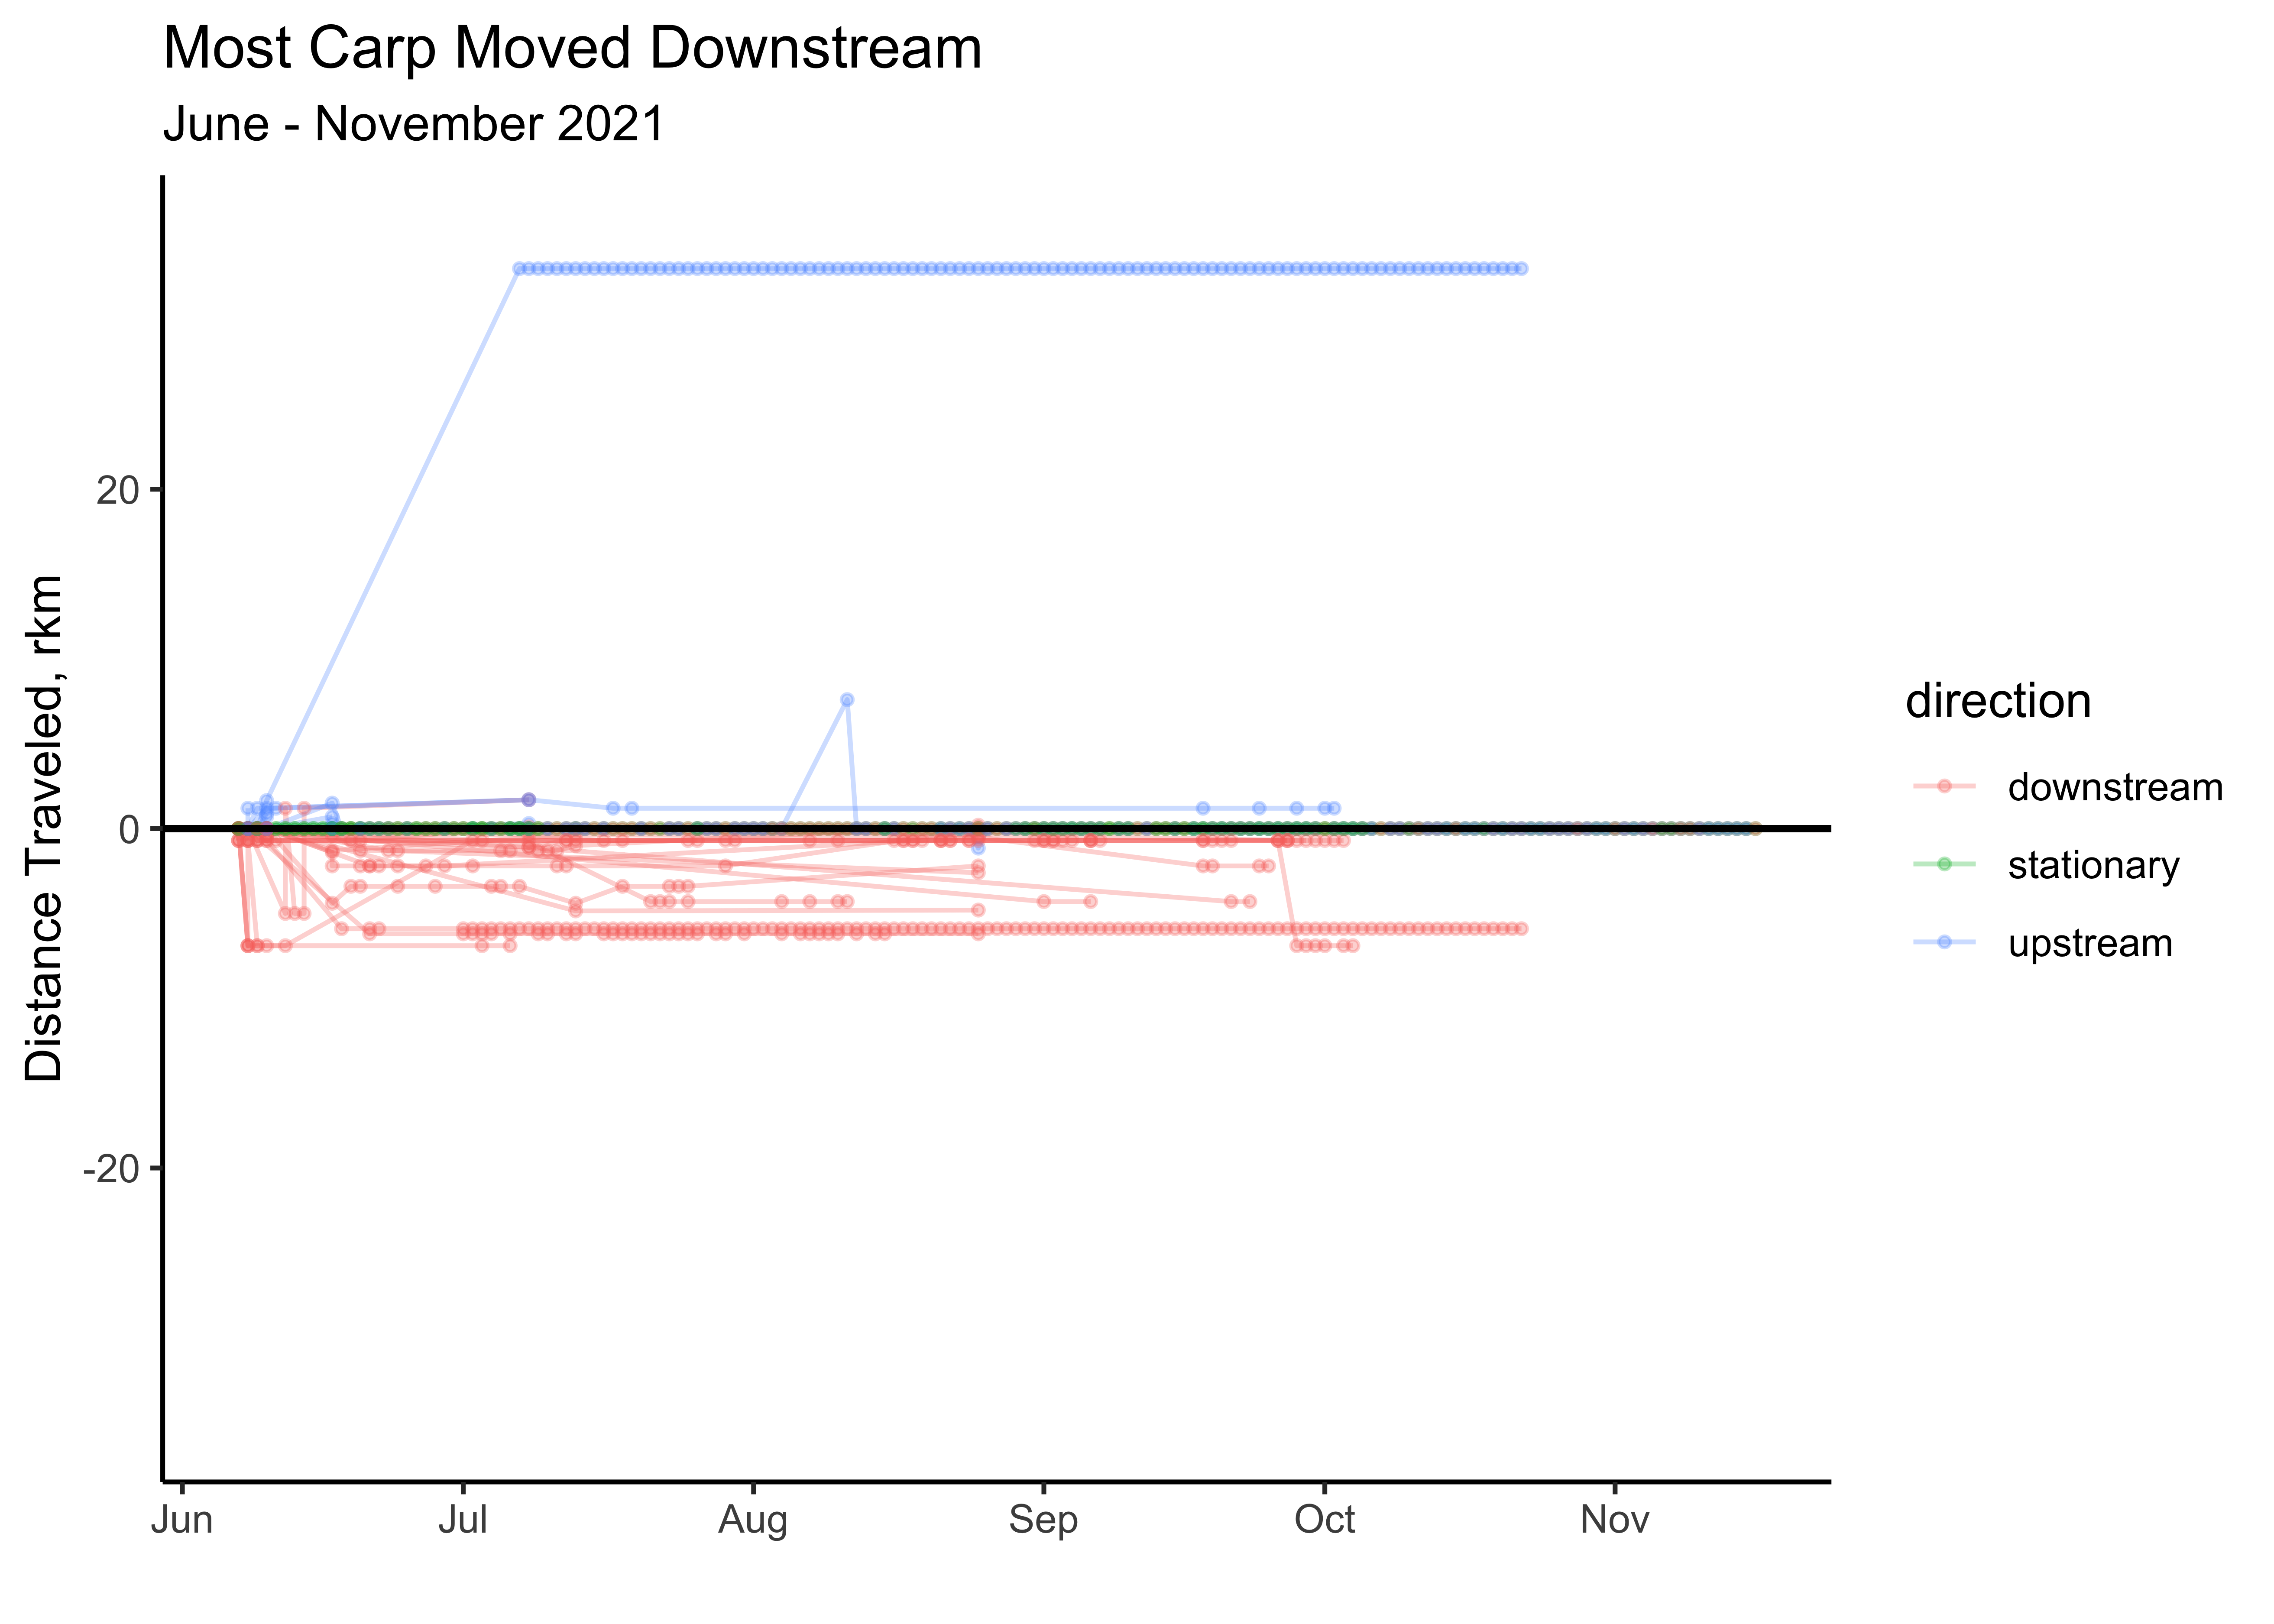 Most Carp Moved Downstream
June - November 2021
Distance Traveled, rkm
20
0
-20
Jun
Jul
Aug
Sep
Oct
Nov
direction
downstream
stationary
upstream